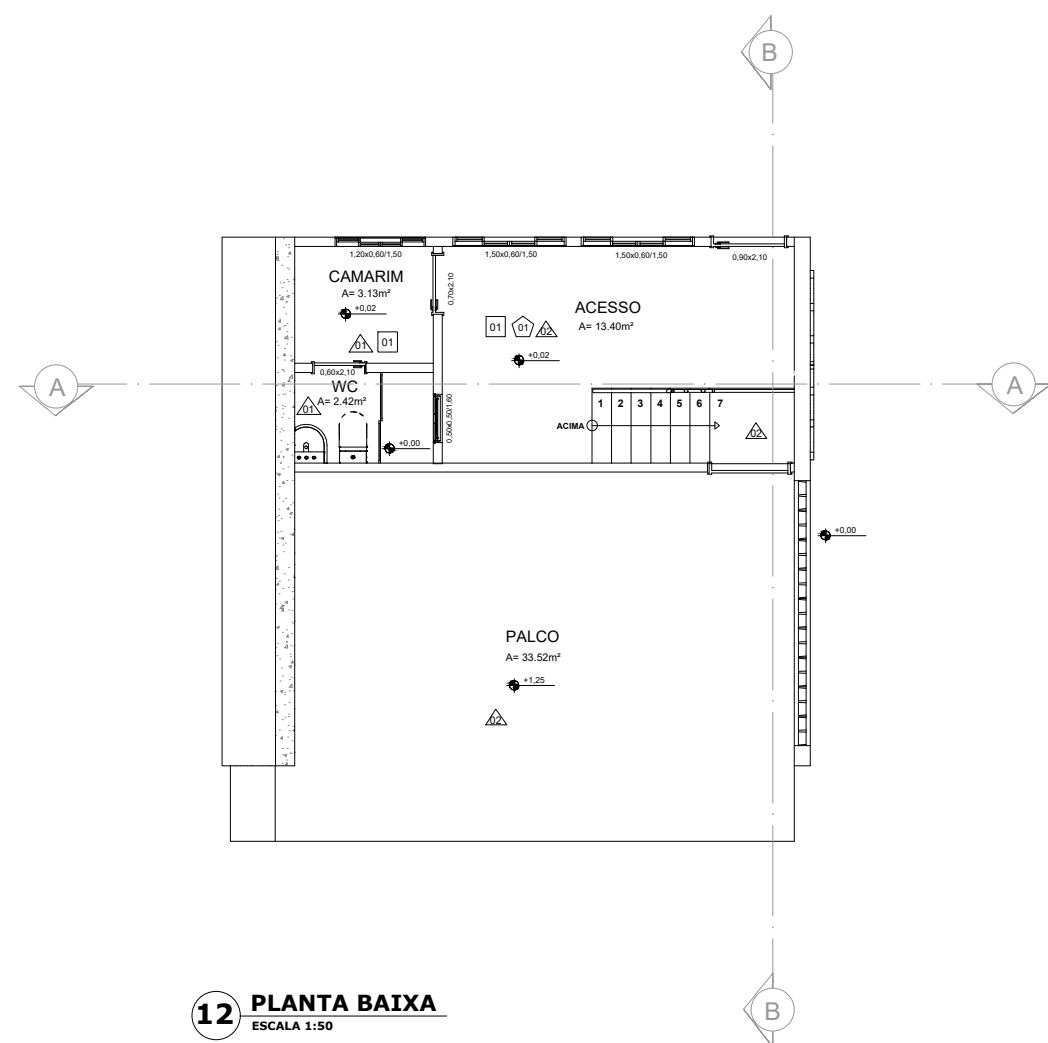 B
1,20x0,60/1,50
1,50x0,60/1,50
1,50x0,60/1,50
0,90x2,10
CAMARIM
A= 3.13m²
+0,02
0,70x2,10
ACESSO
A= 13.40m²
01
01
02
01
01
+0,02
0,60x2,10
A
WC
A= 2.42m²
A
01
0,50x0,50/1,60
1 2 3 4 5 6 7
ACIMA
02
+0,00
+0,00
PALCO
A= 33.52m²
+1,25
02
12 PLANTA BAIXA
ESCALA 1:50
B